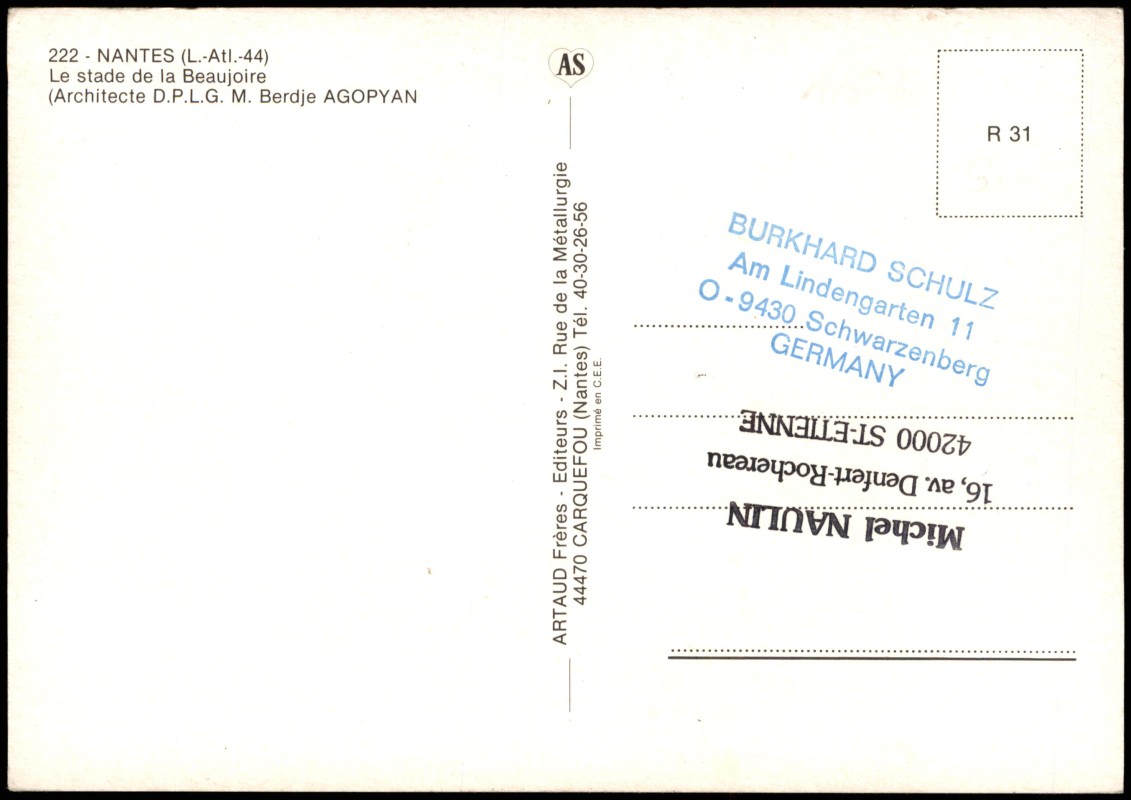 222 - NANTES (L.-Atl.-44)
Le stade de la Beaujoire
(Architecte D.P.L.G. M. Berdje AGOPYAN
AS
R 31
ARTAUD Frères - Editeurs - Z.I. Rue de la Métallurgie
44470 CARQUEFOU (Nantes) Tél. 40-30-26-56
Imprimé en C.E.E.
BURKHARD SCHULZ
Am Lindengarten 11
O-9430 Schwarzenberg
GERMANY
Michel NAULIN
16, av. Denfert-Rochereau
42000 ST-ETIENNE